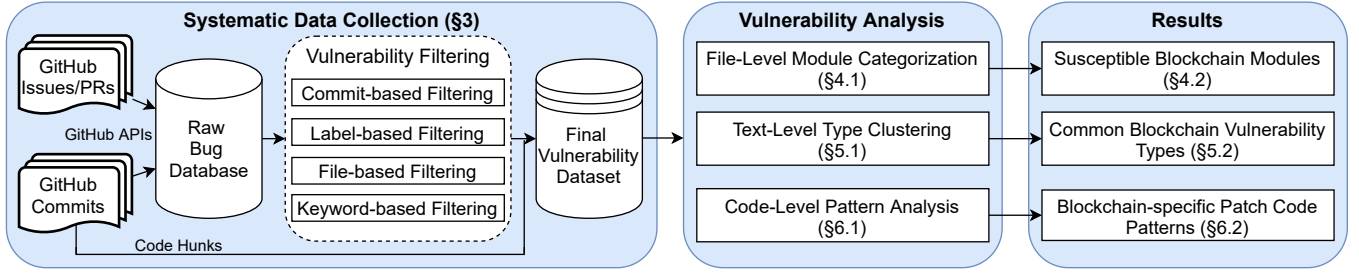 Systematic Data Collection (§3)
GitHub
Issues/PRs
GitHub APIs
GitHub
Commits
Code Hunks
Raw
Bug
Database
Vulnerability Filtering
Commit-based Filtering
Label-based Filtering
File-based Filtering
Keyword-based Filtering
Final
Vulnerability
Dataset
Vulnerability Analysis
File-Level Module Categorization
(§4.1)
Text-Level Type Clustering
(§5.1)
Code-Level Pattern Analysis
(§6.1)
Results
Susceptible Blockchain Modules
(§4.2)
Common Blockchain Vulnerability
Types (§5.2)
Blockchain-specific Patch Code
Patterns (§6.2)